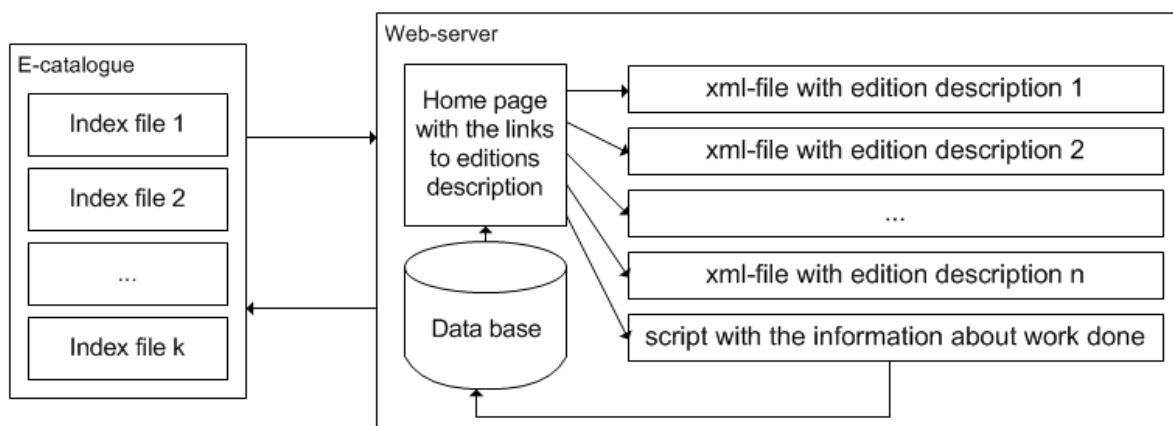 E-catalogue
Index file 1
Index file 2
...
Index file k
Web-server
Home page
with the links
to editions
description
Data base
xml-file with edition description 1
xml-file with edition description 2
...
xml-file with edition description n
script with the information about work done